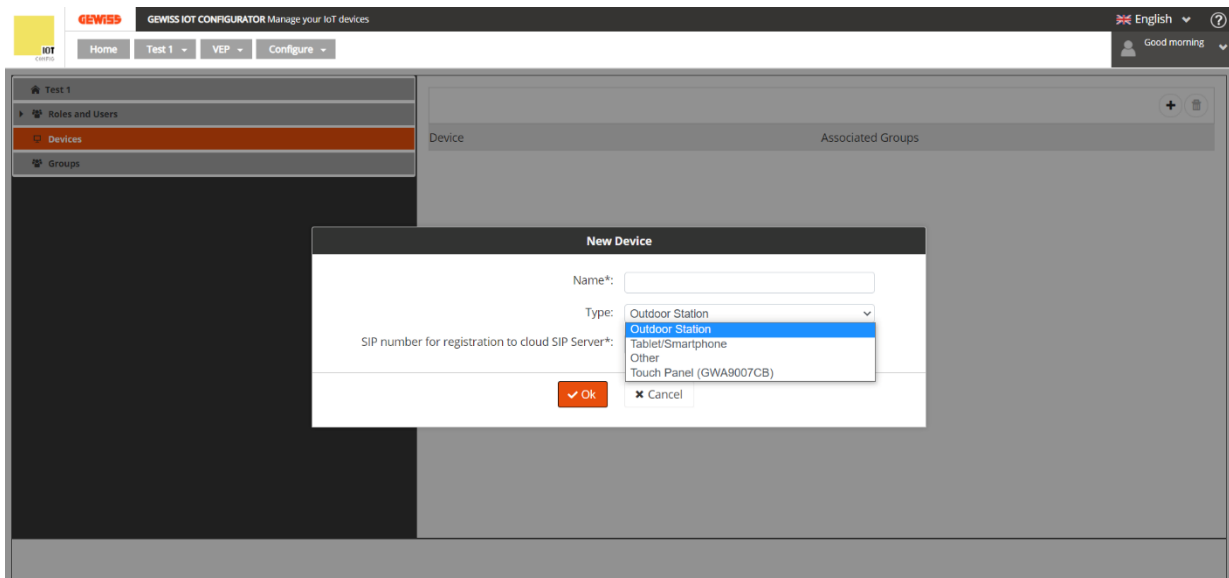 GEWISS GEWISS IOT CONFIGURATOR Manage your IoT devices English
IOT
CONFIG
Home Test 1 VEP Configure Good morning
Test 1
Roles and Users
Devices
Groups
Device Associated Groups
New Device
Name*:
Type: Outdoor Station
Outdoor Station
SIP number for registration to cloud SIP Server*: Tablet/Smartphone
Other
Touch Panel (GWA9007CB)
Ok Cancel